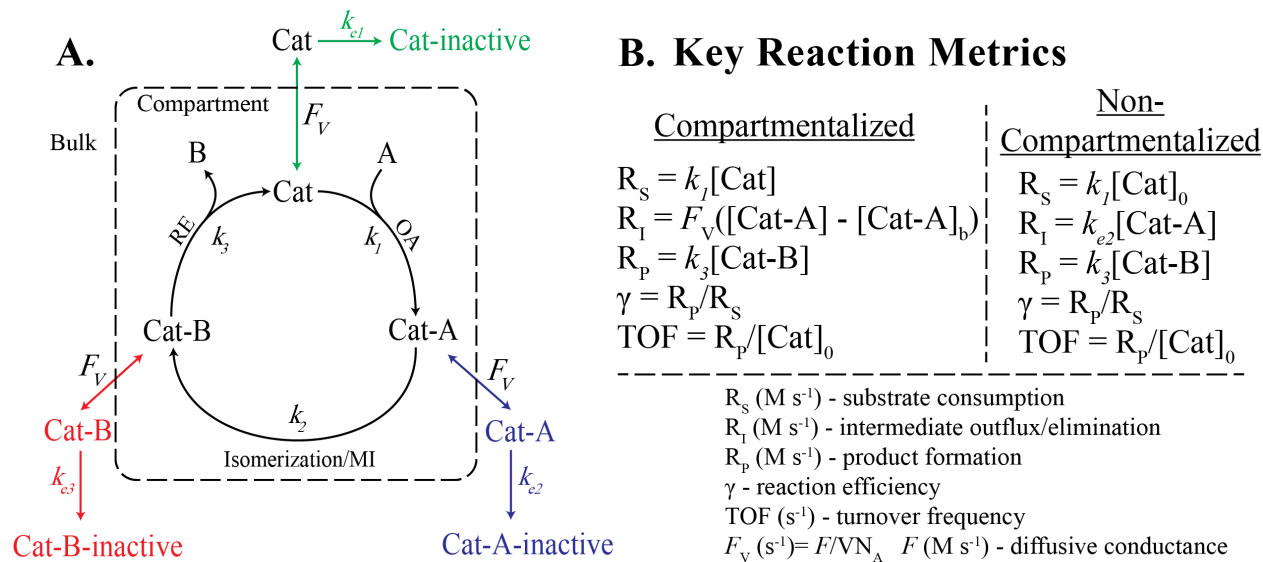 A.
Cat k_e1 Cat-inactive
Compartment
Bulk
F_V
B
A
Cat
RE
k_3
k_1
OA
Cat-B
Cat-A
F_V
F_V
k_2
Cat-B
Cat-A
Isomerization/MI
k_e3
k_e2
Cat-B-inactive
Cat-A-inactive
B. Key Reaction Metrics
Compartmentalized
R_S = k_1[Cat]
R_I = F_V([Cat-A] - [Cat-A]_b)
R_P = k_3[Cat-B]
γ = R_P/R_S
TOF = R_P/[Cat]_0
Non-
Compartmentalized
R_S = k_1[Cat]_0
R_I = k_e2[Cat-A]
R_P = k_3[Cat-B]
γ = R_P/R_S
TOF = R_P/[Cat]_0
R_S (M s⁻¹) - substrate consumption
R_I (M s⁻¹) - intermediate outflux/elimination
R_P (M s⁻¹) - product formation
γ - reaction efficiency
TOF (s⁻¹) - turnover frequency
F_V (s⁻¹)= F/VN_A F (M s⁻¹) - diffusive conductance